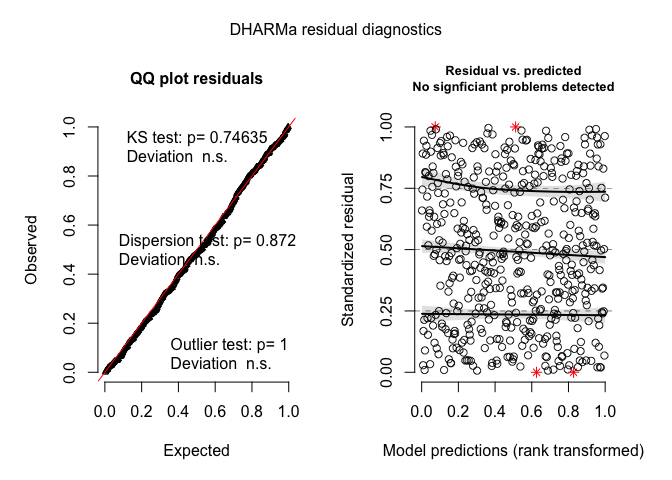 DHARMa residual diagnostics
QQ plot residuals
KS test: p= 0.74635
Deviation n.s.
Dispersion test: p= 0.872
Deviation n.s.
Outlier test: p= 1
Deviation n.s.
Observed
0.0 0.2 0.4 0.6 0.8 1.0
0.0 0.2 0.4 0.6 0.8 1.0
Expected
Residual vs. predicted
No signficiant problems detected
Standardized residual
0.00 0.25 0.50 0.75 1.00
0.0 0.2 0.4 0.6 0.8 1.0
Model predictions (rank transformed)